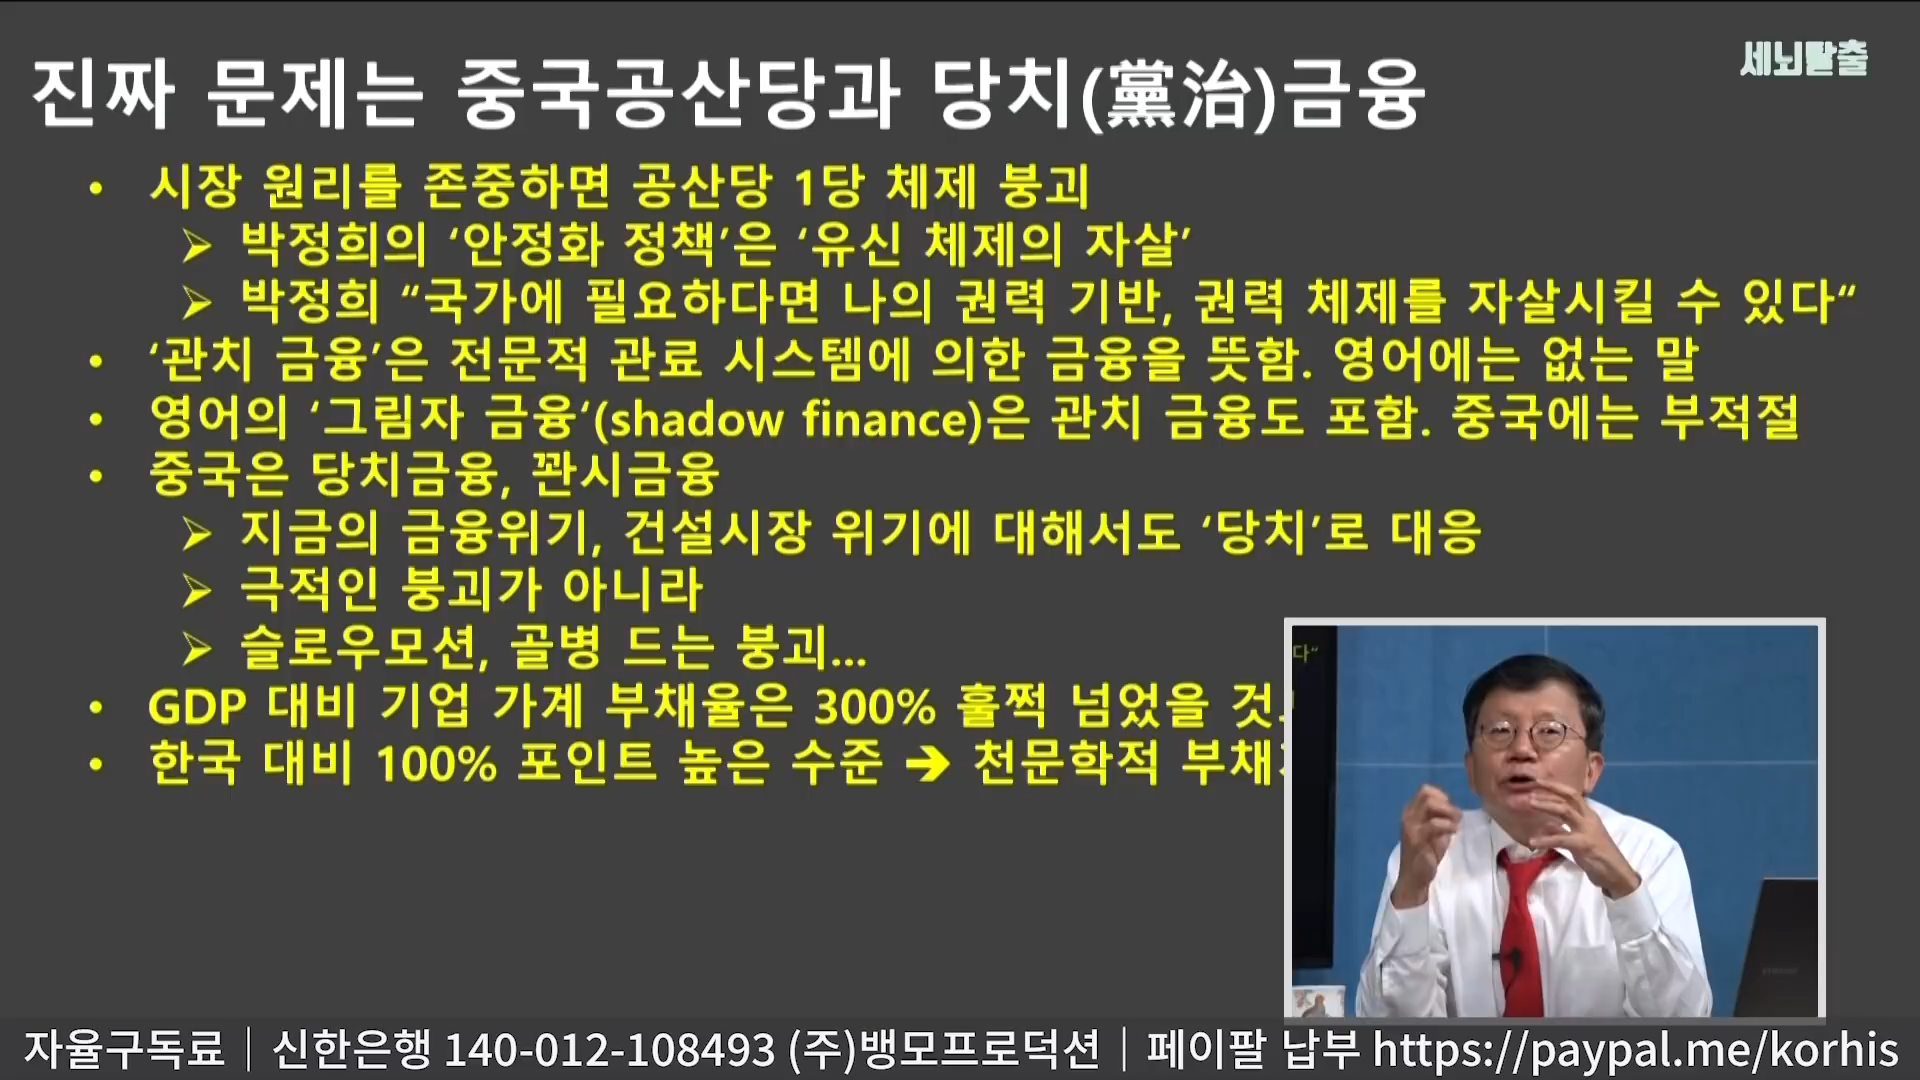 세뇌탈출
진짜 문제는 중국공산당과 당치(黨治)금융
• 시장 원리를 존중하면 공산당 1당 체제 붕괴
➢ 박정희의 ‘안정화 정책’은 ‘유신 체제의 자살’
➢ 박정희 “국가에 필요하다면 나의 권력 기반, 권력 체제를 자살시킬 수 있다“
• ‘관치 금융’은 전문적 관료 시스템에 의한 금융을 뜻함. 영어에는 없는 말
• 영어의 ‘그림자 금융‘(shadow finance)은 관치 금융도 포함. 중국에는 부적절
• 중국은 당치금융, 꽌시금융
➢ 지금의 금융위기, 건설시장 위기에 대해서도 ‘당치’로 대응
➢ 극적인 붕괴가 아니라
➢ 슬로우모션, 골병 드는 붕괴...
• GDP 대비 기업 가계 부채율은 300% 훌쩍 넘었을
• 한국 대비 100% 포인트 높은 수준 ➔ 천문학적 부채
다“
자율구독료 | 신한은행 140-012-108493 (주)뱅모프로덕션 | 페이팔 납부 https://paypal.me/korhis